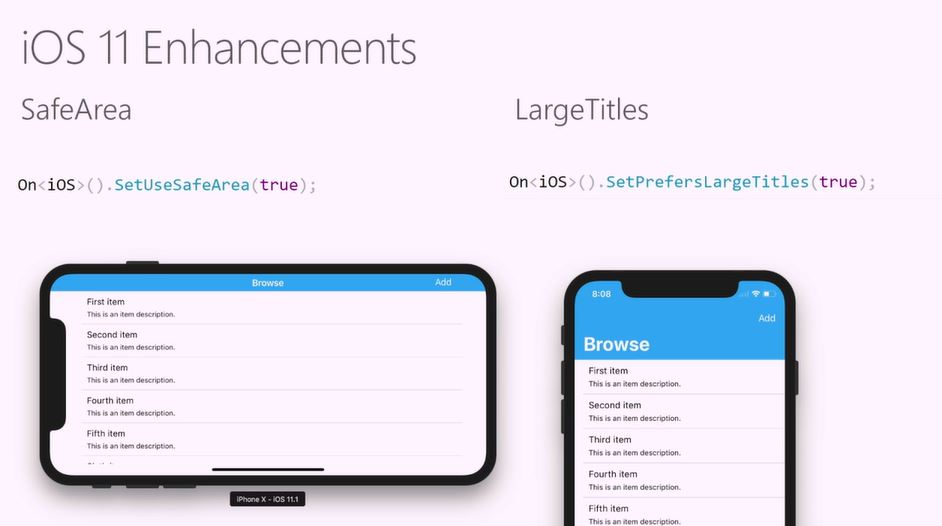 iOS 11 Enhancements
SafeArea
On<iOS>().SetUseSafeArea(true);
Browse
Add
First item
This is an item description.
Second item
This is an item description.
Third item
This is an item description.
Fourth item
This is an item description.
Fifth item
This is an item description.
iPhone X - iOS 11.1
LargeTitles
On<iOS>().SetPrefersLargeTitles(true);
8:08
Add
Browse
First item
This is an item description.
Second item
This is an item description.
Third item
This is an item description.
Fourth item
This is an item description.
Fifth item
This is an item description.